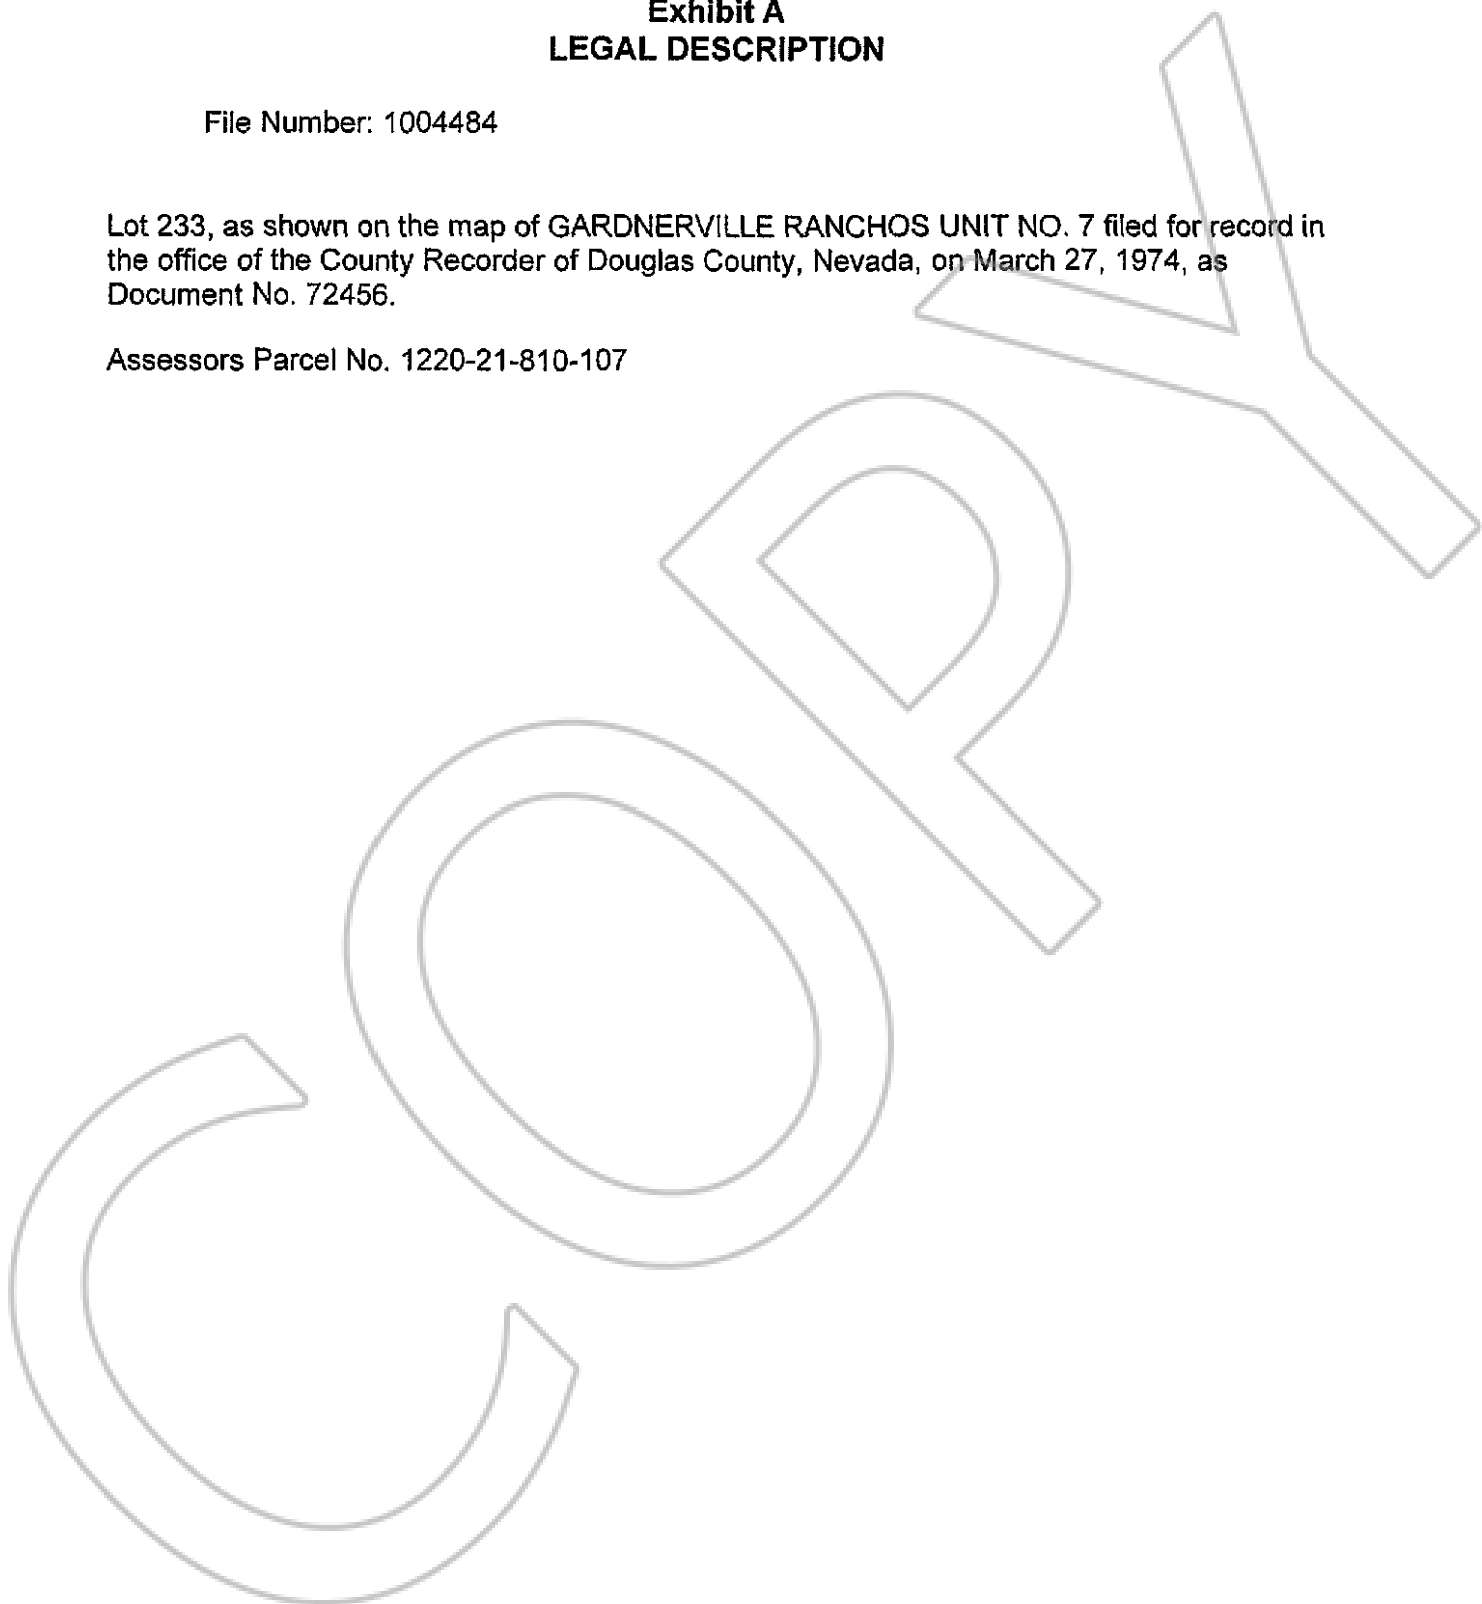 Exhibit A
LEGAL DESCRIPTION
File Number: 1004484
Lot 233, as shown on the map of GARDNERVILLE RANCHOS UNIT NO. 7 filed for record in
the office of the County Recorder of Douglas County, Nevada, on March 27, 1974, as
Document No. 72456.
Assessors Parcel No. 1220-21-810-107
COPY